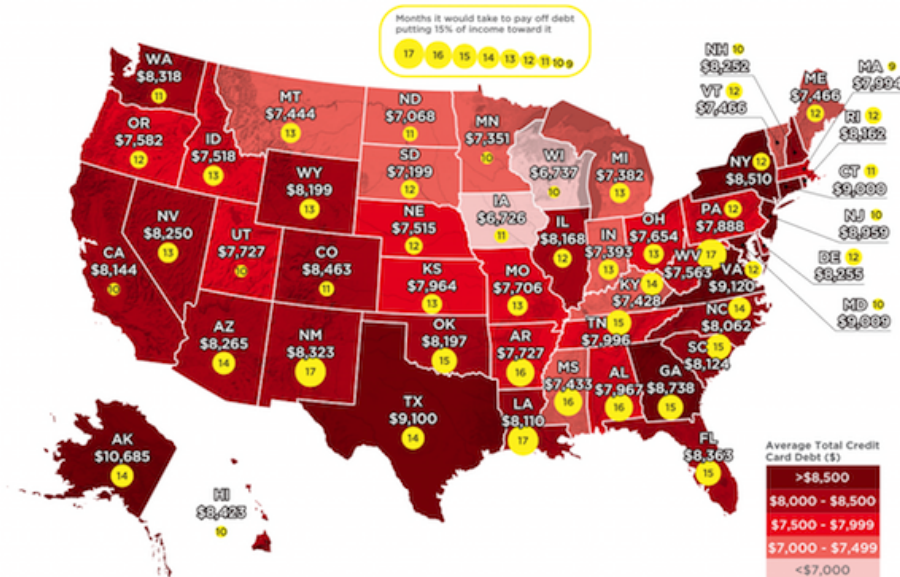 Months it would take to pay off debt
putting 15% of income toward it
17 16 15 14 13 12 11 10 9
WA
$8,318
11
OR
$7,582
12
ID
$7,518
13
MT
$7,444
13
ND
$7,068
11
SD
$7,199
12
MN
$7,351
10
WI
$6,737
10
MI
$7,382
13
WY
$8,199
13
NV
$8,250
13
CA
$8,144
10
UT
$7,727
10
CO
$8,463
11
NE
$7,515
12
IA
$6,726
11
KS
$7,964
13
MO
$7,706
13
IL
$8,168
12
IN
$7,393
13
OH
$7,654
13
KY 14
$7,428
WV 17
$7,563
VA 12
$9,120
PA 12
$7,888
NY 12
$8,510
NH 10
$8,252
VT 12
$7,466
ME
$7,466
12
MA 9
$7,994
RI 12
$8,162
CT 11
$9,000
NJ 10
$8,959
DE 12
$8,255
MD 10
$9,009
NC 14
$8,062
SC 15
$8,124
TN 15
$7,996
AZ
$8,265
14
NM
$8,323
17
OK
$8,197
15
AR
$7,727
16
TX
$9,100
14
LA
$8,110
17
MS
$7,433
16
AL
$7,967
16
GA
$8,738
15
FL
$8,363
15
AK
$10,685
14
HI
$8,423
10
Average Total Credit
Card Debt ($)
>$8,500
$8,000 - $8,500
$7,500 - $7,999
$7,000 - $7,499
<$7,000